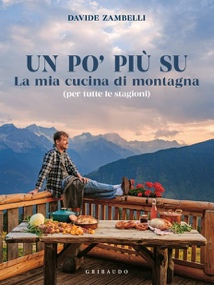 DAVIDE ZAMBELLI
UN PO' PIÙ SU
La mia cucina di montagna
(per tutte le stagioni)
GRIBAUDO